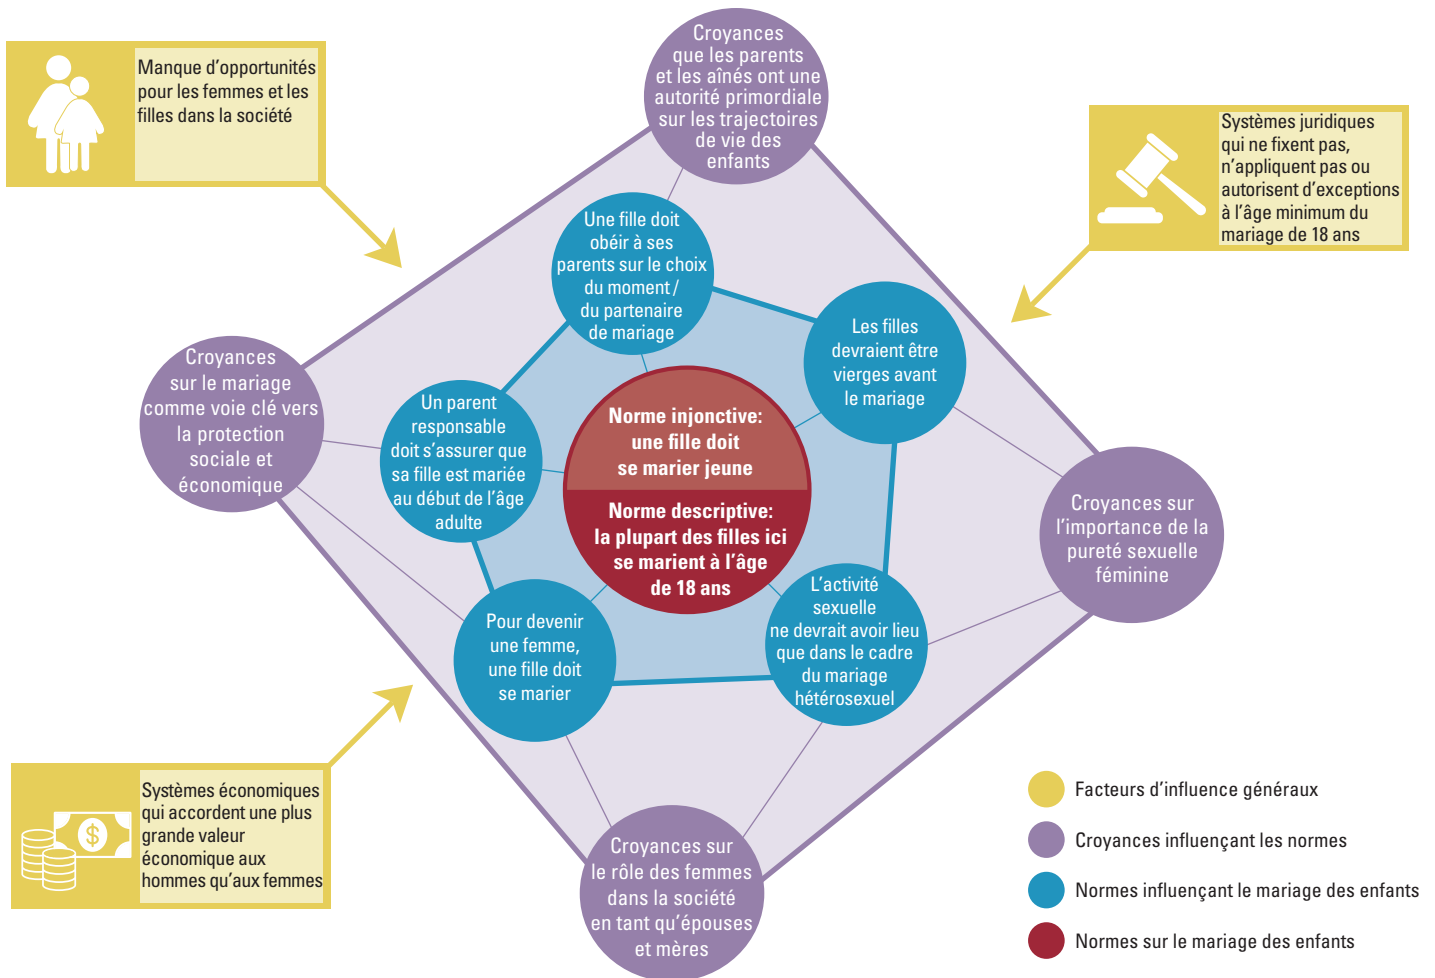 Croyances
que les parents
et les aînés ont une
autorité primordiale
sur les trajectoires
de vie des
enfants
Manque d’opportunités
pour les femmes et les
filles dans la société
Systèmes juridiques
qui ne fixent pas,
n’appliquent pas ou
autorisent d’exceptions
à l’âge minimum du
mariage de 18 ans
Une fille doit
obéir à ses
parents sur le choix
du moment /
du partenaire
de mariage
Les filles
devraient être
vierges avant
le mariage
Croyances
sur le mariage
comme voie clé vers
la protection
sociale et
économique
Un parent
responsable
doit s’assurer que
sa fille est mariée
au début de l’âge
adulte
Norme injonctive:
une fille doit
se marier jeune
Norme descriptive:
la plupart des filles ici
se marient à l’âge
de 18 ans
Croyances sur
l’importance de la
pureté sexuelle
féminine
Pour devenir
une femme,
une fille doit
se marier
L’activité
sexuelle
ne devrait avoir lieu
que dans le cadre
du mariage
hétérosexuel
Systèmes économiques
qui accordent une plus
grande valeur
économique aux
hommes qu’aux femmes
$
Croyances sur
le rôle des femmes
dans la société
en tant qu’épouses
et mères
Facteurs d’influence généraux
Croyances influençant les normes
Normes influençant le mariage des enfants
Normes sur le mariage des enfants